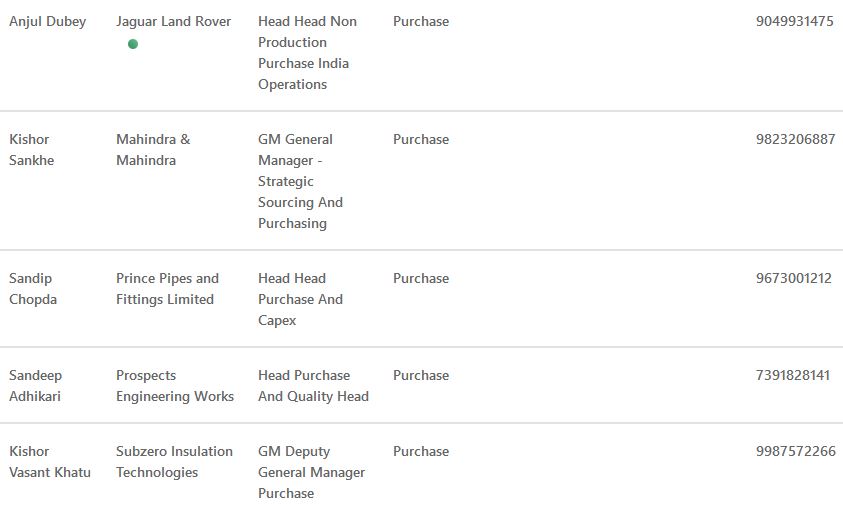 Anjul Dubey Jaguar Land Rover Head Head Non Purchase 9049931475
Production
Purchase India
Operations
Kishor Mahindra & GM General Purchase 9823206887
Sankhe Mahindra Manager -
Strategic
Sourcing And
Purchasing
Sandip Prince Pipes and Head Head Purchase 9673001212
Chopda Fittings Limited Purchase And
Capex
Sandeep Prospects Head Purchase Purchase 7391828141
Adhikari Engineering Works And Quality Head
Kishor Subzero Insulation GM Deputy Purchase 9987572266
Vasant Khatu Technologies General Manager
Purchase